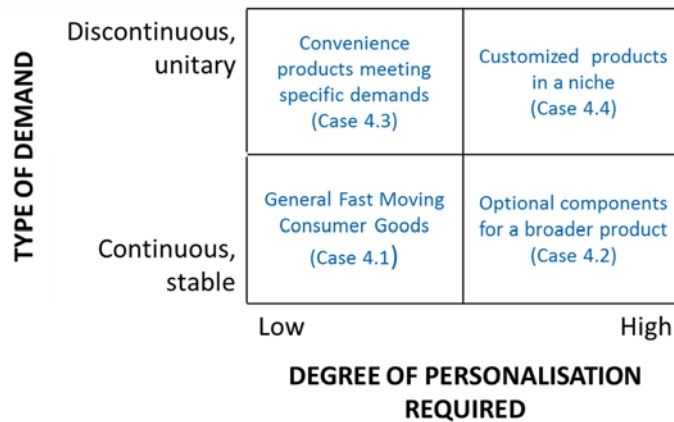 TYPE OF DEMAND
Discontinuous,
unitary
Convenience
products meeting
specific demands
(Case 4.3)
Customized products
in a niche
(Case 4.4)
Continuous,
stable
General Fast Moving
Consumer Goods
(Case 4.1)
Optional components
for a broader product
(Case 4.2)
Low
High
DEGREE OF PERSONALISATION
REQUIRED